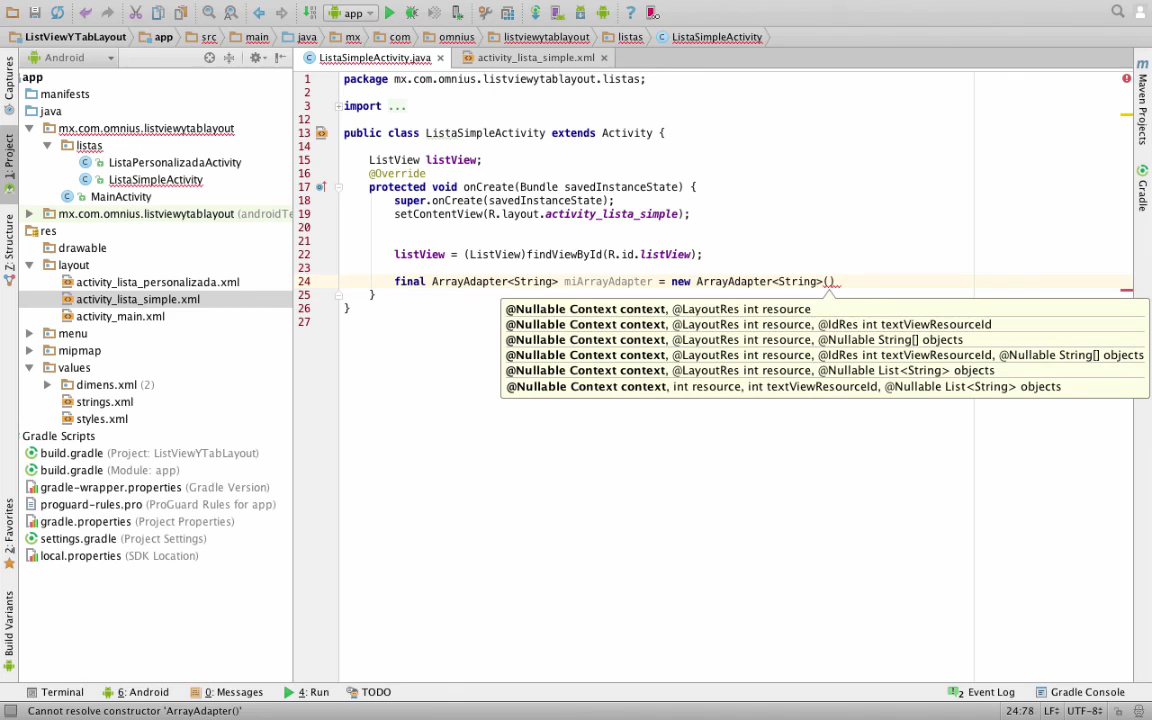 app
ListViewYTabLayout app src main java mx com omnius listviewytablayout listas ListaSimpleActivity
Android
ListaSimpleActivity.java activity_lista_simple.xml
Captures
1: Project
Z: Structure
2: Favorites
Build Variants
app
manifests
java
mx.com.omnius.listviewytablayout
listas
ListaPersonalizadaActivity
ListaSimpleActivity
MainActivity
mx.com.omnius.listviewytablayout (androidTe
res
drawable
layout
activity_lista_personalizada.xml
activity_lista_simple.xml
activity_main.xml
menu
mipmap
values
dimens.xml (2)
strings.xml
styles.xml
Gradle Scripts
build.gradle (Project: ListViewYTabLayout)
build.gradle (Module: app)
gradle-wrapper.properties (Gradle Version)
proguard-rules.pro (ProGuard Rules for app)
gradle.properties (Project Properties)
settings.gradle (Project Settings)
local.properties (SDK Location)
1 package mx.com.omnius.listviewytablayout.listas;
2
3 import ...
12
13 public class ListaSimpleActivity extends Activity {
14
15 ListView listView;
16 @Override
17 protected void onCreate(Bundle savedInstanceState) {
18 super.onCreate(savedInstanceState);
19 setContentView(R.layout.activity_lista_simple);
20
21
22 listView = (ListView)findViewById(R.id.listView);
23
24 final ArrayAdapter<String> miArrayAdapter = new ArrayAdapter<String>()
25 }
26 }
27
@Nullable Context context, @LayoutRes int resource
@Nullable Context context, @LayoutRes int resource, @IdRes int textViewResourceId
@Nullable Context context, @LayoutRes int resource, @Nullable String[] objects
@Nullable Context context, @LayoutRes int resource, @IdRes int textViewResourceId, @Nullable String[] objects
@Nullable Context context, @LayoutRes int resource, @Nullable List<String> objects
@Nullable Context context, int resource, int textViewResourceId, @Nullable List<String> objects
Maven Projects
Gradle
Terminal 6: Android 0: Messages 4: Run TODO 2 Event Log Gradle Console
Cannot resolve constructor 'ArrayAdapter()' 24:78 LF UTF-8